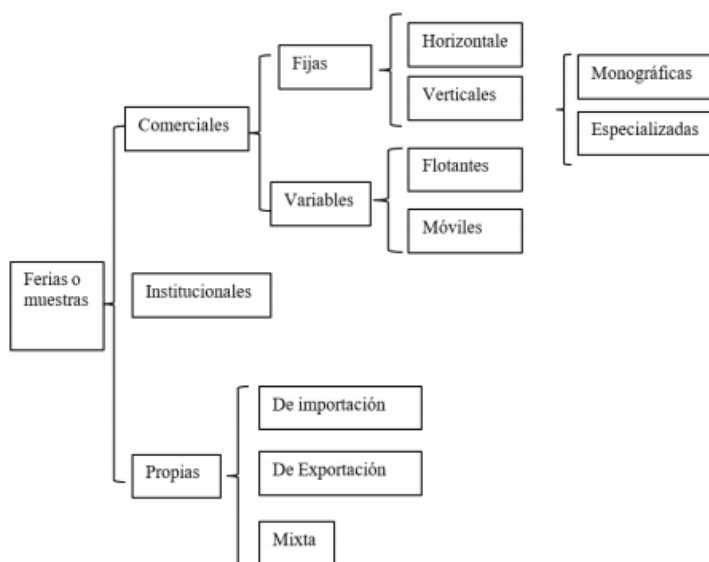 Ferias o
muestras
Comerciales
Fijas
Horizontale
Verticales
Monográficas
Especializadas
Variables
Flotantes
Móviles
Institucionales
Propias
De importación
De Exportación
Mixta